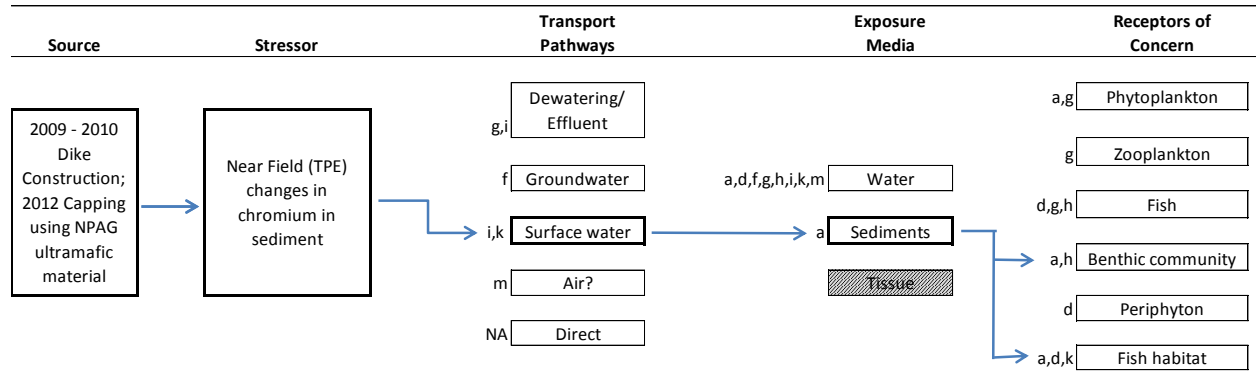 Source
Stressor
Transport
Pathways
Exposure
Media
Receptors of
Concern
2009 - 2010
Dike
Construction;
2012 Capping
using NPAG
ultramafic
material
Near Field (TPE)
changes in
chromium in
sediment
g,i
Dewatering/
Effluent
f Groundwater
i,k Surface water
m Air?
NA Direct
a,d,f,g,h,i,k,m Water
a Sediments
Tissue
a,g Phytoplankton
g Zooplankton
d,g,h Fish
a,h Benthic community
d Periphyton
a,d,k Fish habitat